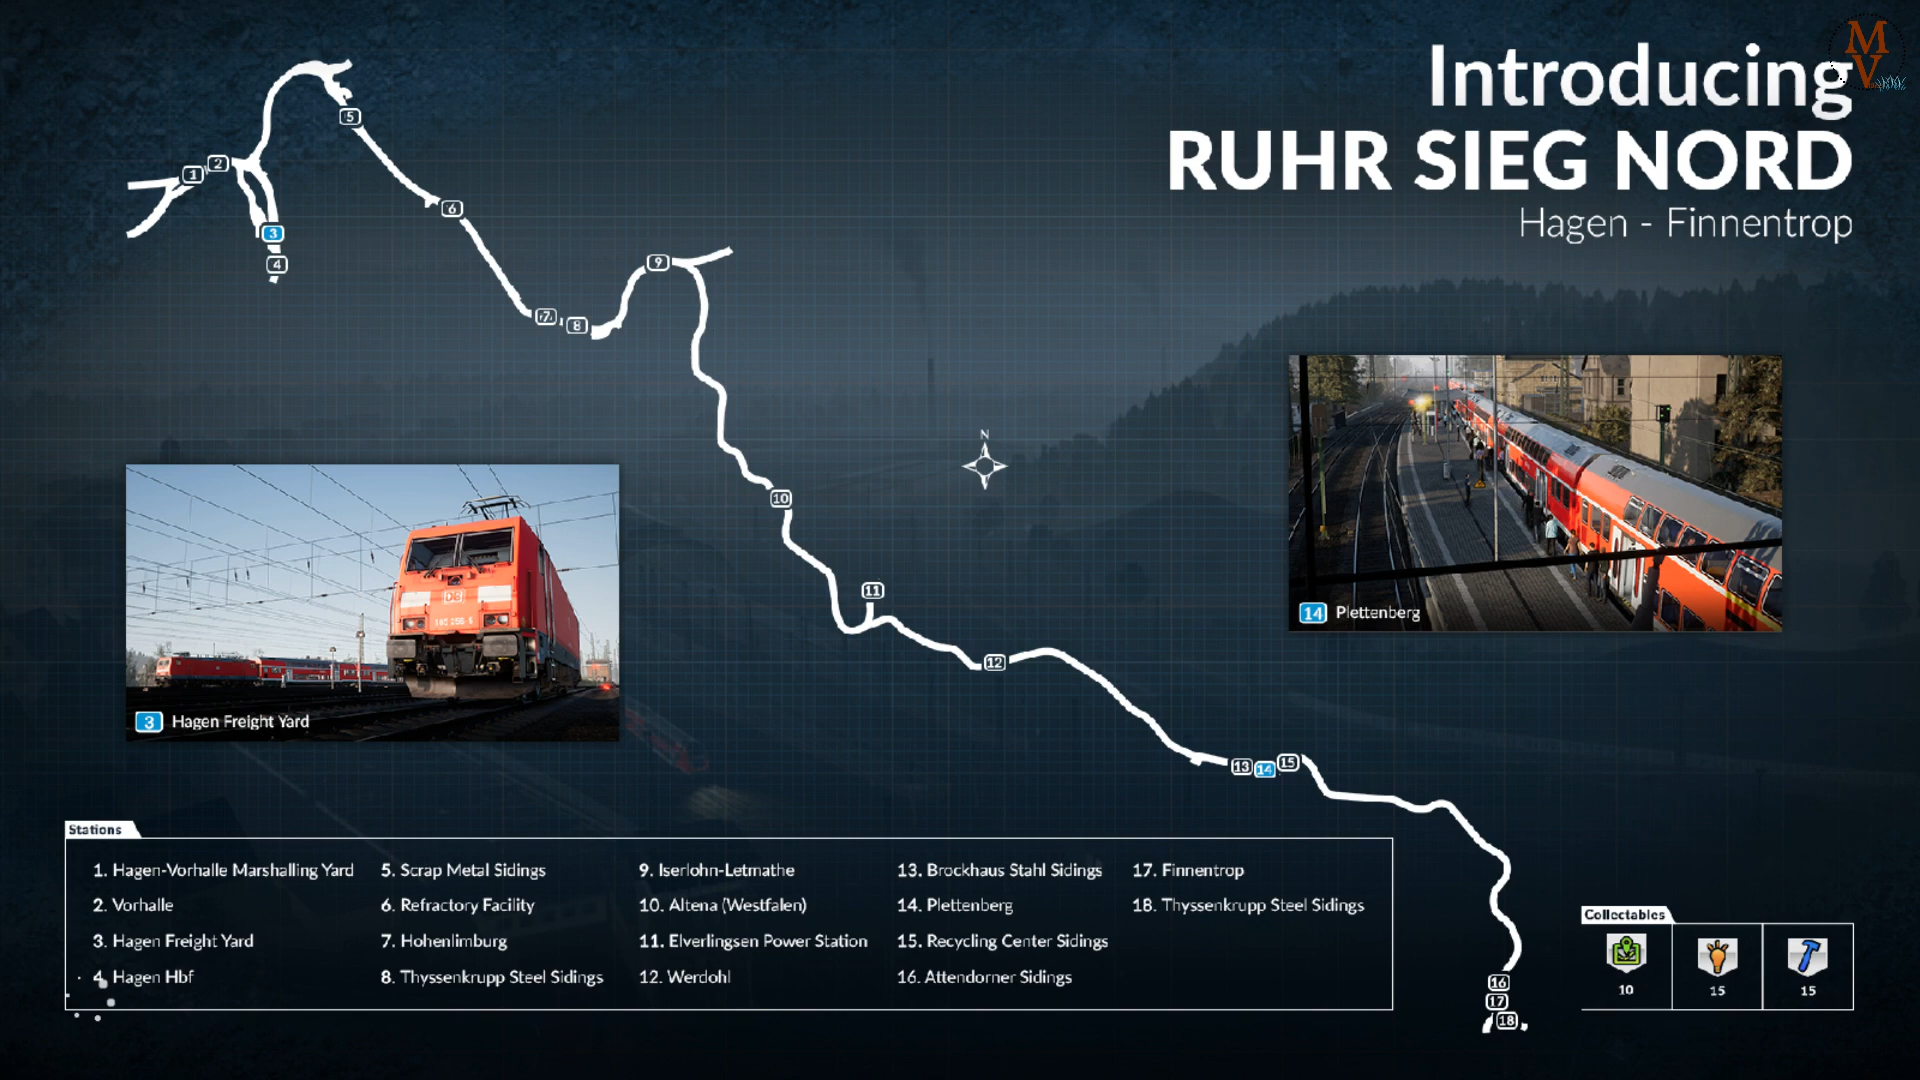 M
V
Introducing
RUHR SIEG NORD
Hagen - Finnentrop
1
2
3
4
5
6
7
8
9
N
10
11
12
13
14
15
16
17
18
DB
3 Hagen Freight Yard
14 Plettenberg
Stations
1. Hagen-Vorhalle Marshalling Yard
2. Vorhalle
3. Hagen Freight Yard
4. Hagen Hbf
5. Scrap Metal Sidings
6. Refractory Facility
7. Hohenlimburg
8. Thyssenkrupp Steel Sidings
9. Iserlohn-Letmathe
10. Altena (Westfalen)
11. Elverlingsen Power Station
12. Werdohl
13. Brockhaus Stahl Sidings
14. Plettenberg
15. Recycling Center Sidings
16. Attendorner Sidings
17. Finnentrop
18. Thyssenkrupp Steel Sidings
Collectables
10
15
15